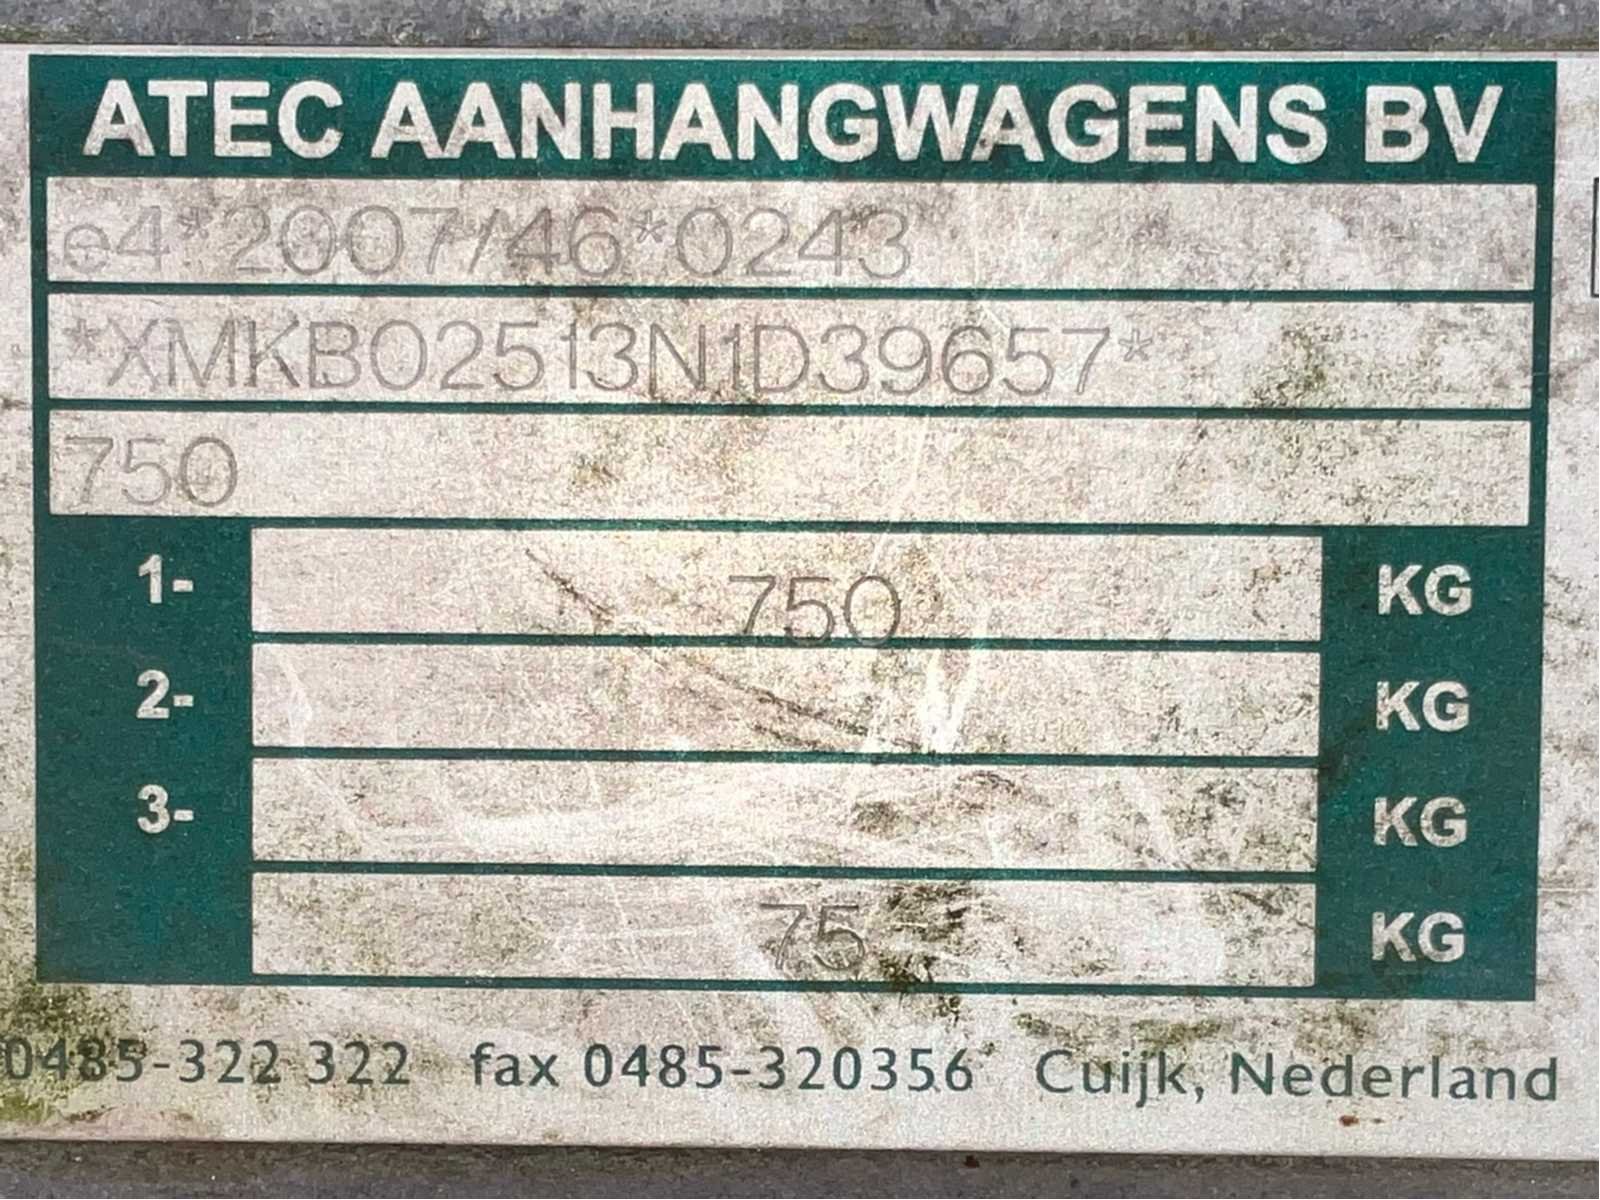 ATEC AANHANGWAGENS BV
e4*2007/46*0243
*XMKB02513N1D39657*
750
1- 750 KG
2- KG
3- KG
75 KG
0485-322 322 fax 0485-320356 Cuijk, Nederland